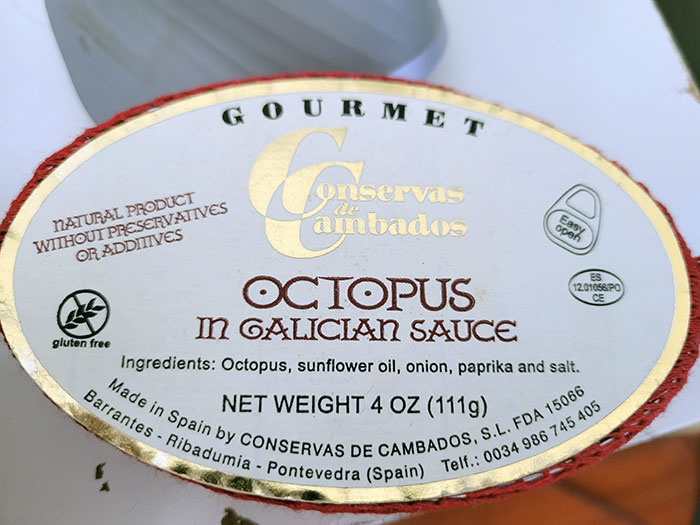 GOURMET
Conservas
de
Cambados
NATURAL PRODUCT
WITHOUT PRESERVATIVES
OR ADDITIVES
Easy
open
ES
12.01056/PO
CE
OCTOPUS
IN GALICIAN SAUCE
gluten free
Ingredients: Octopus, sunflower oil, onion, paprika and salt.
NET WEIGHT 4 OZ (111g)
Made in Spain by CONSERVAS DE CAMBADOS, S.L. FDA 15066
Barrantes - Ribadumia - Pontevedra (Spain) Telf.: 0034 986 745 405